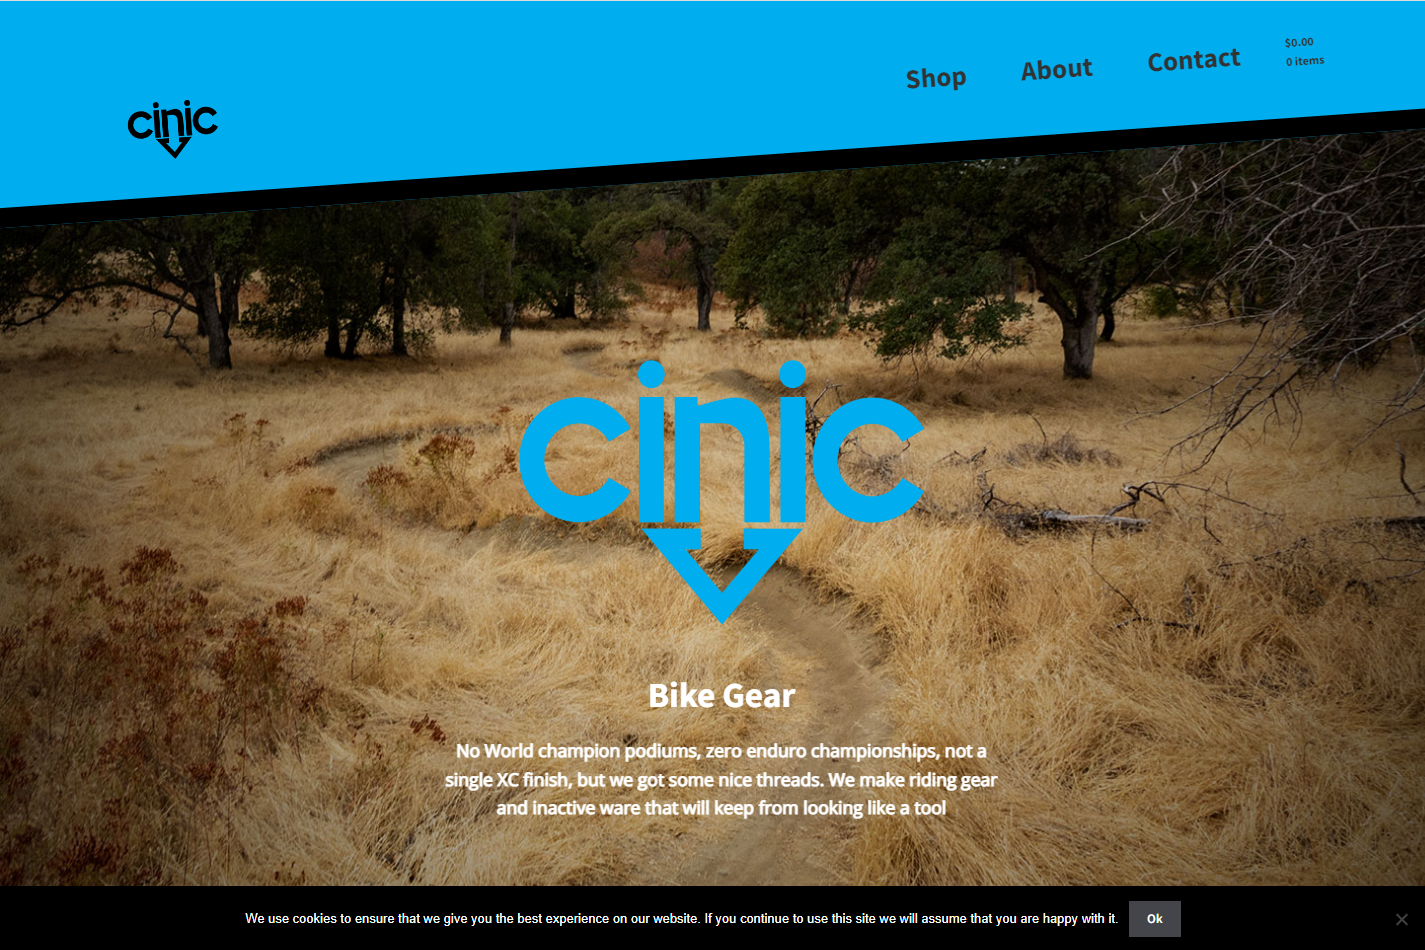 Shop
About
Contact
$0.00
0 items
cinic
cinic
Bike Gear
No World champion podiums, zero enduro championships, not a
single XC finish, but we got some nice threads. We make riding gear
and inactive ware that will keep from looking like a tool
We use cookies to ensure that we give you the best experience on our website. If you continue to use this site we will assume that you are happy with it.
Ok